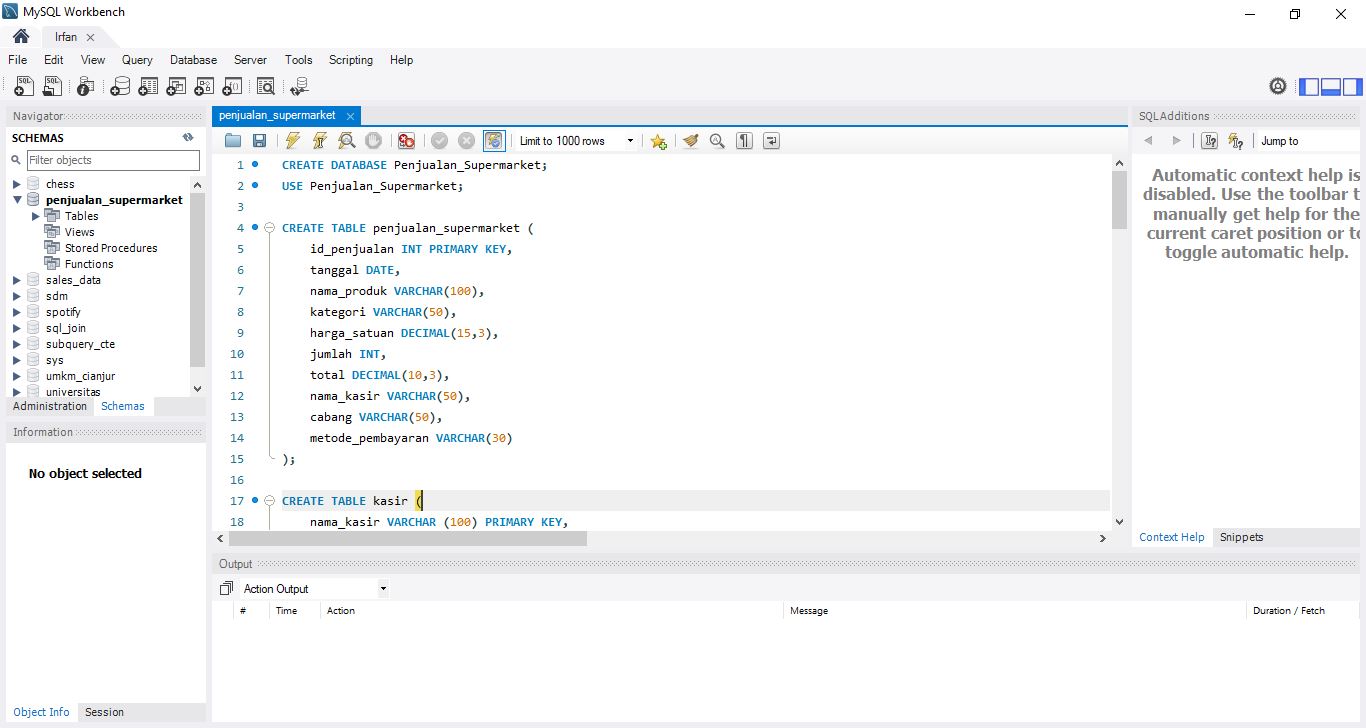 MySQL Workbench
Irfan
File Edit View Query Database Server Tools Scripting Help
Navigator
SCHEMAS
Filter objects
chess
penjualan_supermarket
Tables
Views
Stored Procedures
Functions
sales_data
sdm
spotify
sql_join
subquery_cte
sys
umkm_cianjur
universitas
Administration Schemas
Information
No object selected
Object Info Session
penjualan_supermarket
Limit to 1000 rows
1 CREATE DATABASE Penjualan_Supermarket;
2 USE Penjualan_Supermarket;
3
4 CREATE TABLE penjualan_supermarket (
5 id_penjualan INT PRIMARY KEY,
6 tanggal DATE,
7 nama_produk VARCHAR(100),
8 kategori VARCHAR(50),
9 harga_satuan DECIMAL(15,3),
10 jumlah INT,
11 total DECIMAL(10,3),
12 nama_kasir VARCHAR(50),
13 cabang VARCHAR(50),
14 metode_pembayaran VARCHAR(30)
15 );
16
17 CREATE TABLE kasir (
18 nama_kasir VARCHAR (100) PRIMARY KEY,
SQLAdditions
Jump to
Automatic context help is
disabled. Use the toolbar t
manually get help for the
current caret position or to
toggle automatic help.
Context Help Snippets
Output
Action Output
# Time Action Message Duration / Fetch